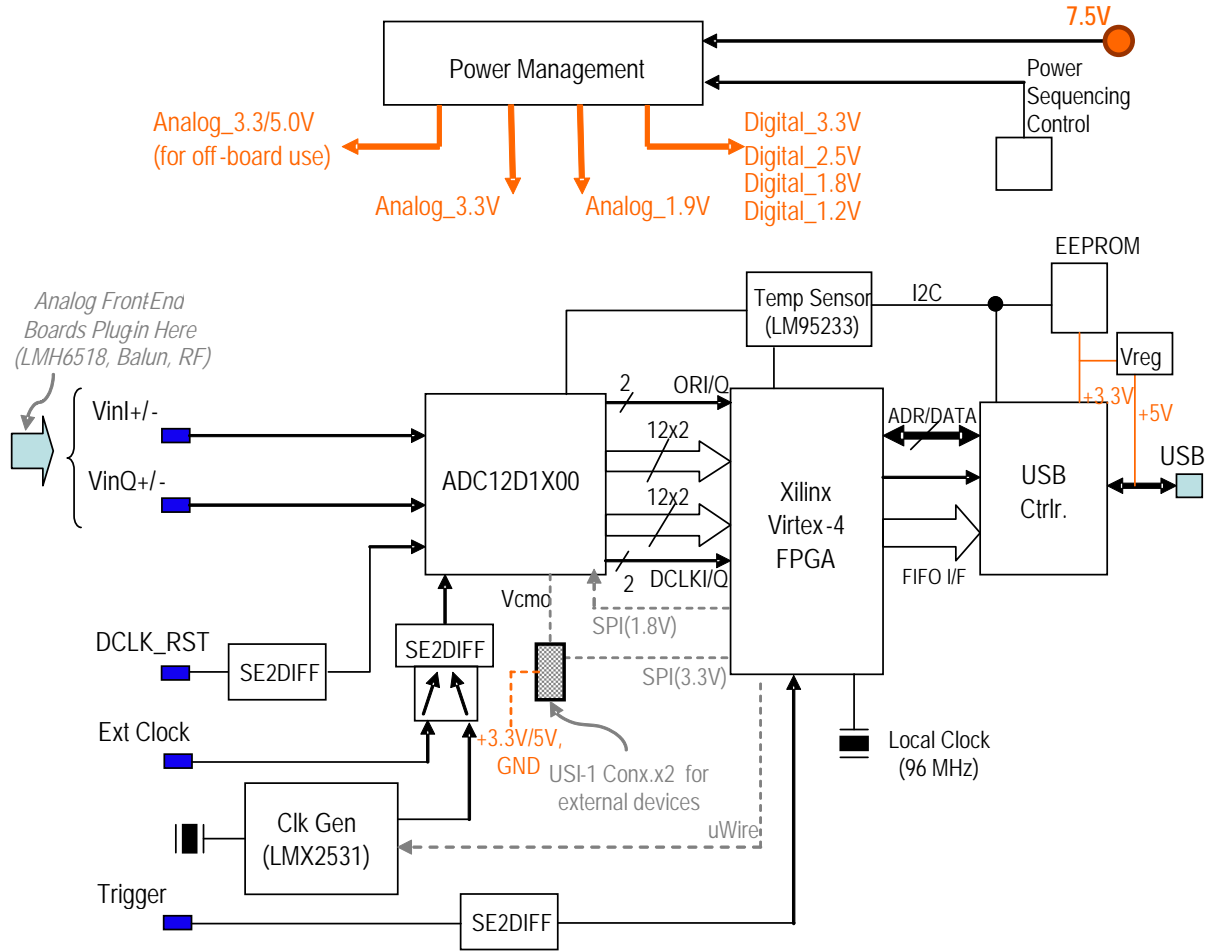 7.5V
Power Management
Power
Sequencing
Control
Analog_3.3/5.0V
(for off-board use)
Analog_3.3V
Analog_1.9V
Digital_3.3V
Digital_2.5V
Digital_1.8V
Digital_1.2V
EEPROM
Analog Front-End
Boards Plug-in Here
(LMH6518, Balun, RF)
Temp Sensor
(LM95233)
I2C
Vreg
+3.3V
+5V
VinI+/-
VinQ+/-
ADC12D1X00
2
ORI/Q
12x2
12x2
2
DCLKI/Q
Xilinx
Virtex-4
FPGA
ADR/DATA
FIFO I/F
USB
Ctrlr.
USB
Vcmo
SPI(1.8V)
SPI(3.3V)
DCLK_RST
SE2DIFF
SE2DIFF
Ext Clock
+3.3V/5V,
GND
USI-1 Conx.x2 for
external devices
Local Clock
(96 MHz)
Clk Gen
(LMX2531)
uWire
Trigger
SE2DIFF